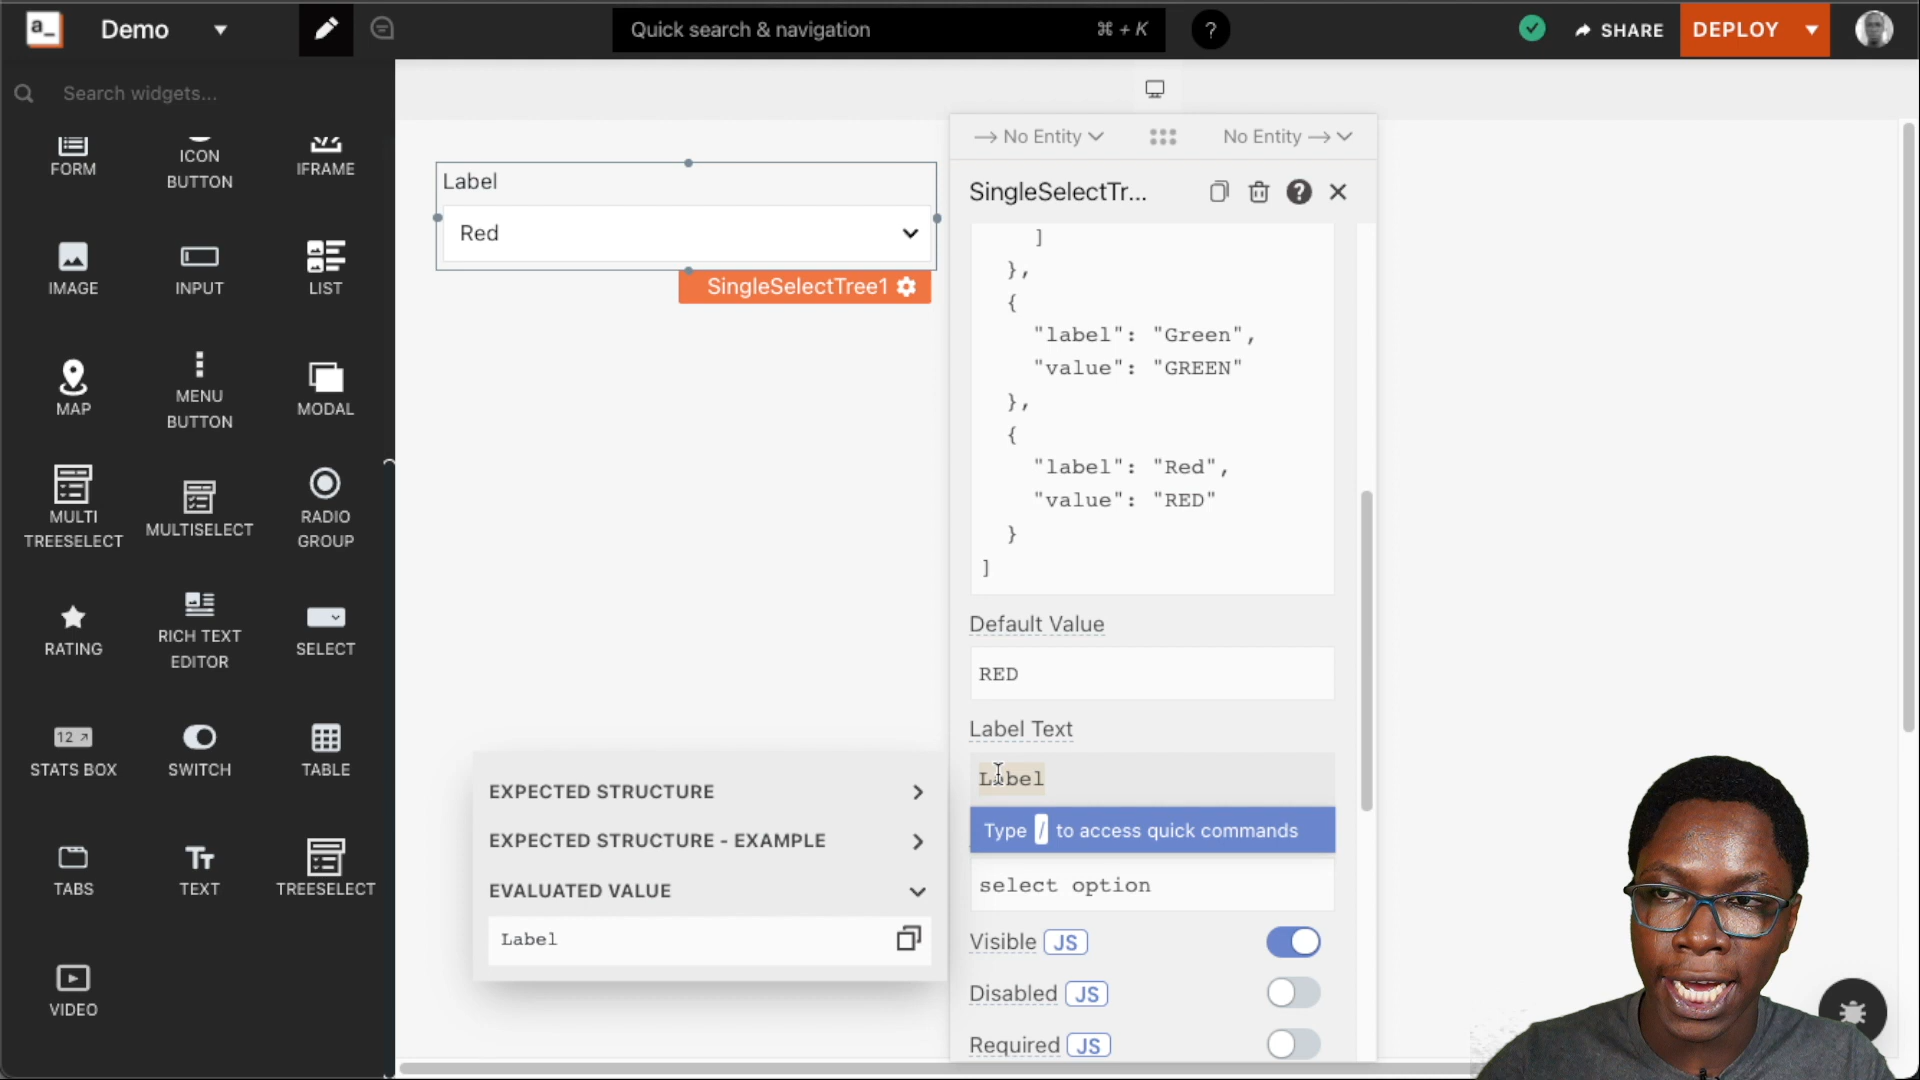 a_
Demo
Quick search & navigation
⌘ + K
?
SHARE
DEPLOY
Search widgets...
FORM
ICON
BUTTON
IFRAME
IMAGE
INPUT
LIST
MAP
MENU
BUTTON
MODAL
MULTI
TREESELECT
MULTISELECT
RADIO
GROUP
RATING
RICH TEXT
EDITOR
SELECT
12
STATS BOX
SWITCH
TABLE
TABS
Tт
TEXT
TREESELECT
VIDEO
Label
Red
SingleSelectTree1
No Entity
No Entity
SingleSelectTr...
?
]
},
{
"label": "Green",
"value": "GREEN"
},
{
"label": "Red",
"value": "RED"
}
]
Default Value
RED
Label Text
Label
Type / to access quick commands
select option
Visible JS
Disabled JS
Required JS
EXPECTED STRUCTURE
EXPECTED STRUCTURE - EXAMPLE
EVALUATED VALUE
Label